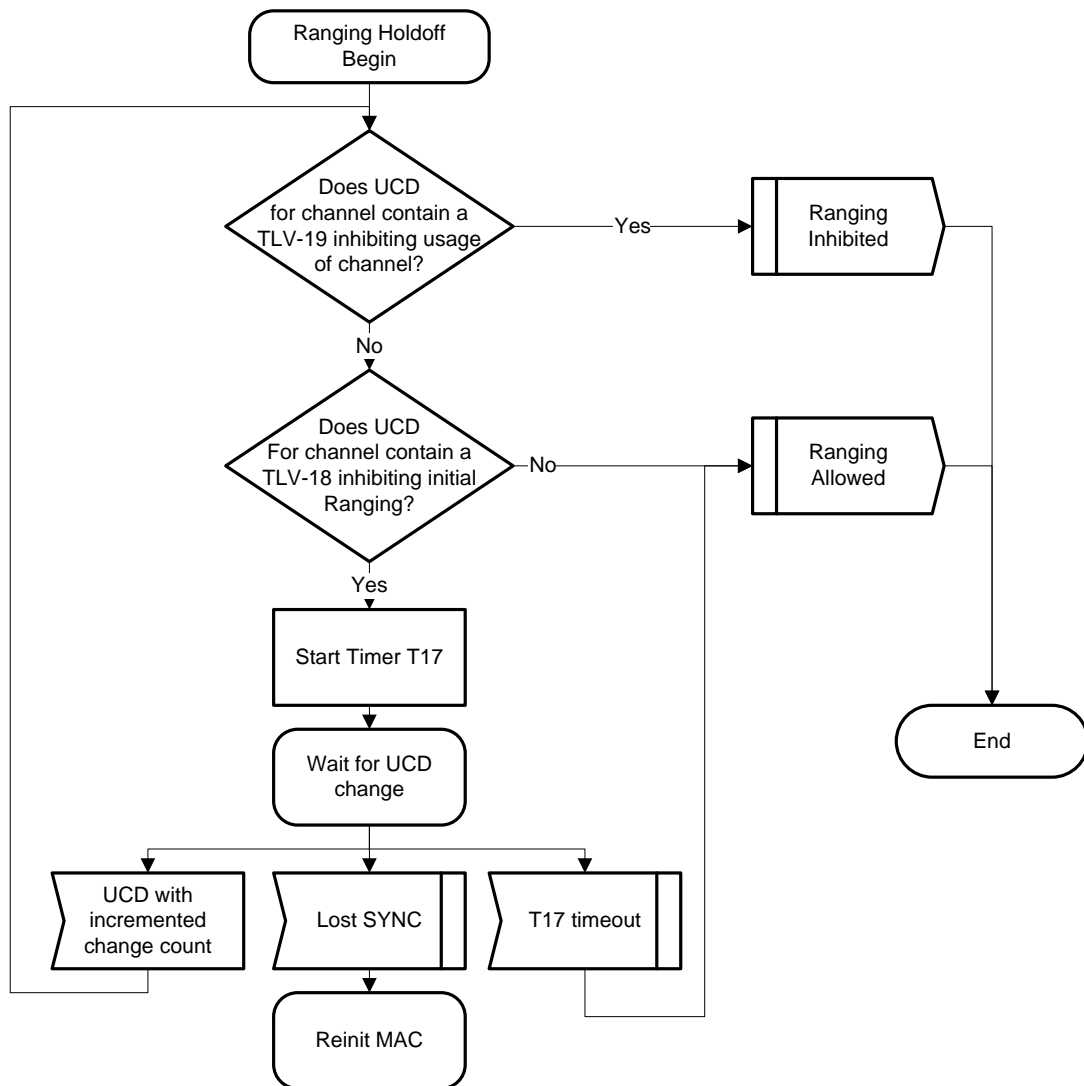 Ranging Holdoff
Begin
Does UCD
for channel contain a
TLV-19 inhibiting usage
of channel?
Yes
Ranging
Inhibited
No
Does UCD
For channel contain a
TLV-18 inhibiting initial
Ranging?
No
Ranging
Allowed
Yes
Start Timer T17
Wait for UCD
change
End
UCD with
incremented
change count
Lost SYNC
T17 timeout
Reinit MAC